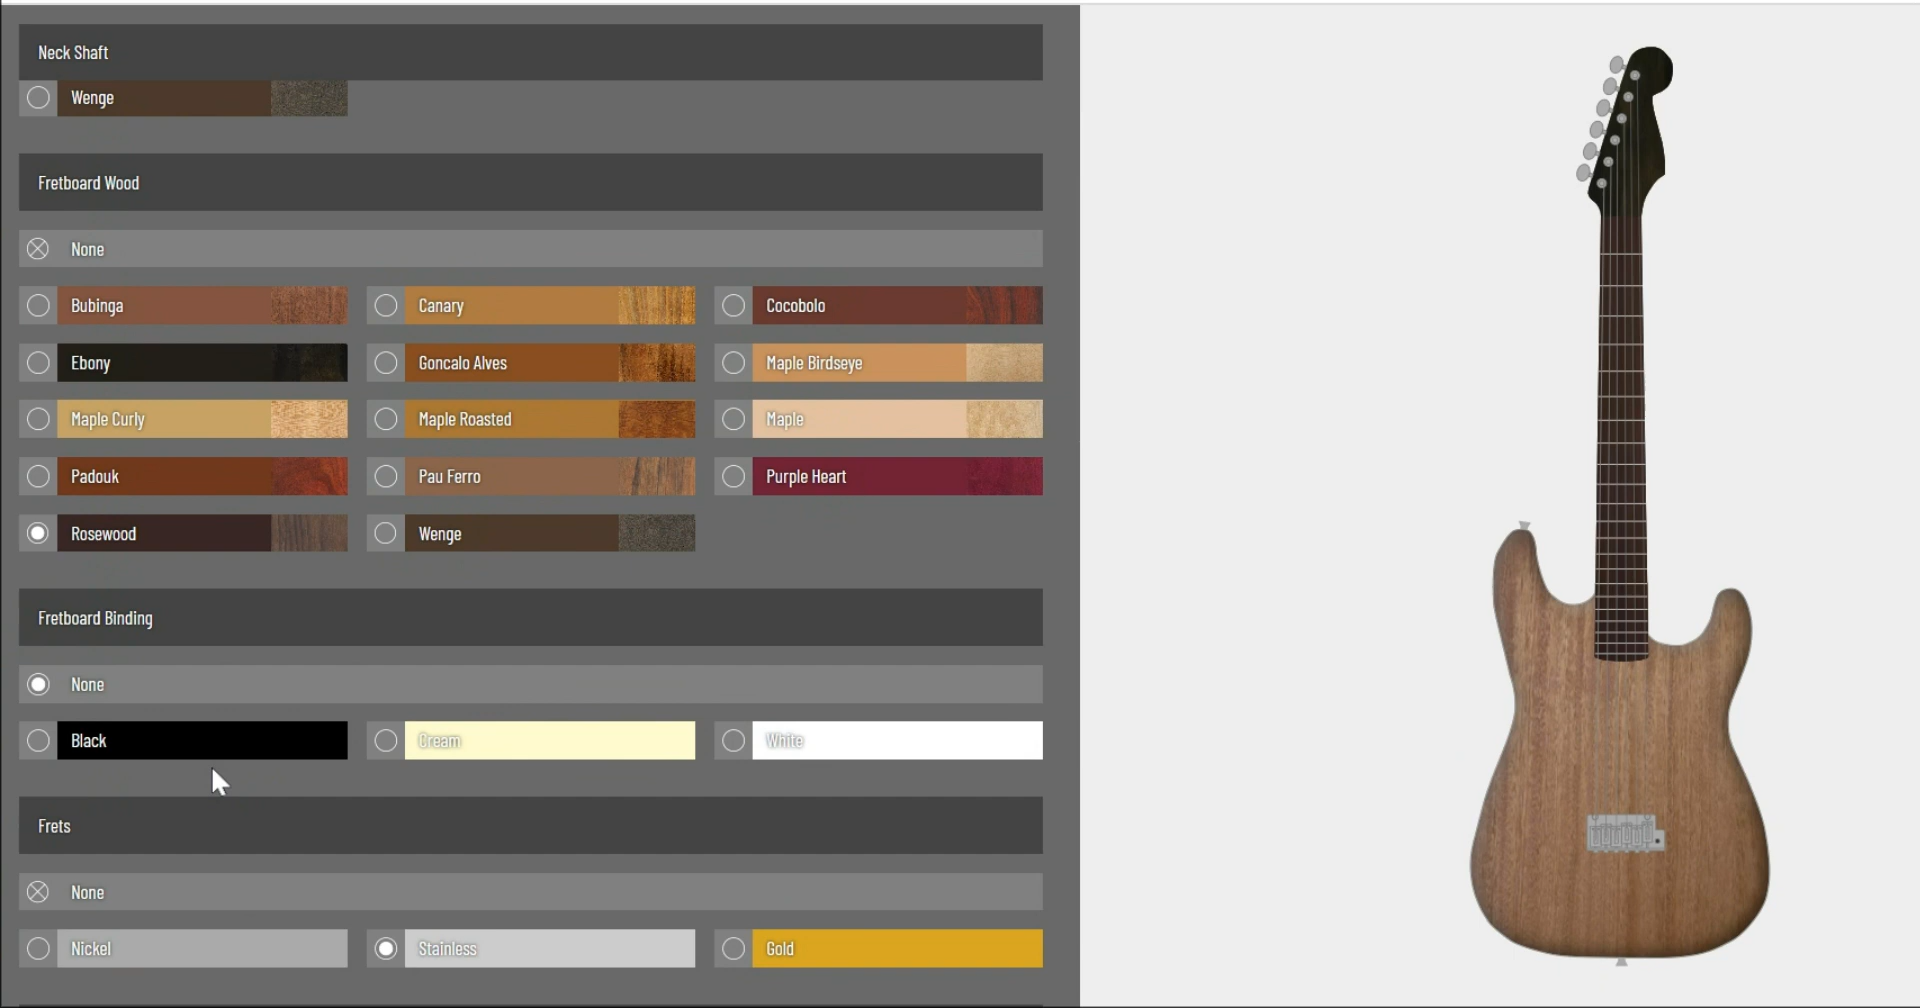 Neck Shaft
Wenge
Fretboard Wood
None
Bubinga
Canary
Cocobolo
Ebony
Goncalo Alves
Maple Birdseye
Maple Curly
Maple Roasted
Maple
Padouk
Pau Ferro
Purple Heart
Rosewood
Wenge
Fretboard Binding
None
Black
Cream
White
Frets
None
Nickel
Stainless
Gold